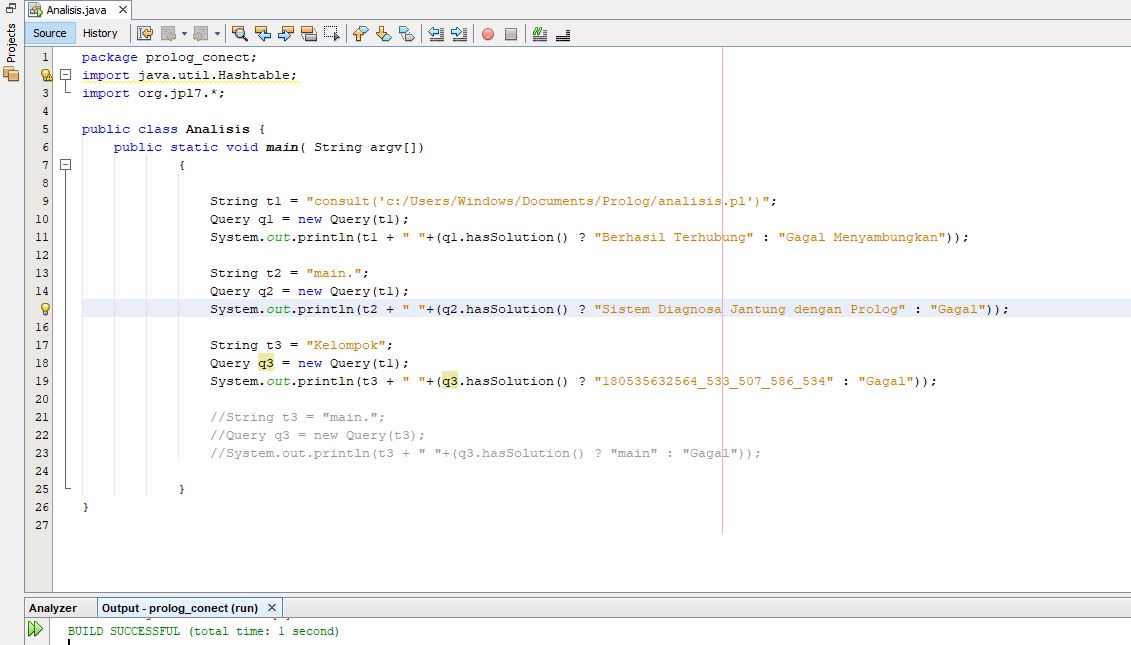 Projects
Analisis.java
Source History
1 package prolog_conect;
import java.util.Hashtable;
3 import org.jpl7.*;
4
5 public class Analisis {
6 public static void main( String argv[])
7 {
8
9 String t1 = "consult('c:/Users/Windows/Documents/Prolog/analisis.pl')";
10 Query q1 = new Query(t1);
11 System.out.println(t1 + " "+(q1.hasSolution() ? "Berhasil Terhubung" : "Gagal Menyambungkan"));
12
13 String t2 = "main.";
14 Query q2 = new Query(t1);
System.out.println(t2 + " "+(q2.hasSolution() ? "Sistem Diagnosa Jantung dengan Prolog" : "Gagal"));
16
17 String t3 = "Kelompok";
18 Query q3 = new Query(t1);
19 System.out.println(t3 + " "+(q3.hasSolution() ? "180535632564_533_507_586_534" : "Gagal"));
20
21 //String t3 = "main.";
22 //Query q3 = new Query(t3);
23 //System.out.println(t3 + " "+(q3.hasSolution() ? "main" : "Gagal"));
24
25 }
26 }
27
Analyzer Output - prolog_conect (run)
BUILD SUCCESSFUL (total time: 1 second)